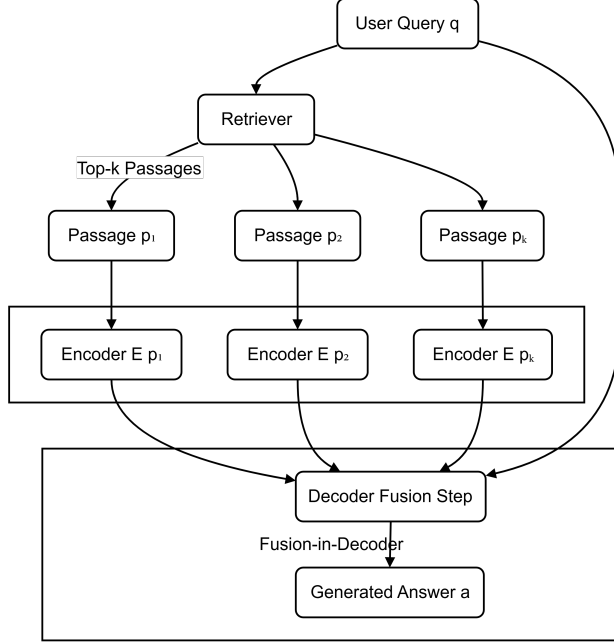 User Query q
Retriever
Top-k Passages
Passage p₁
Passage p₂
Passage pₖ
Encoder E p₁
Encoder E p₂
Encoder E pₖ
Decoder Fusion Step
Fusion-in-Decoder
Generated Answer a